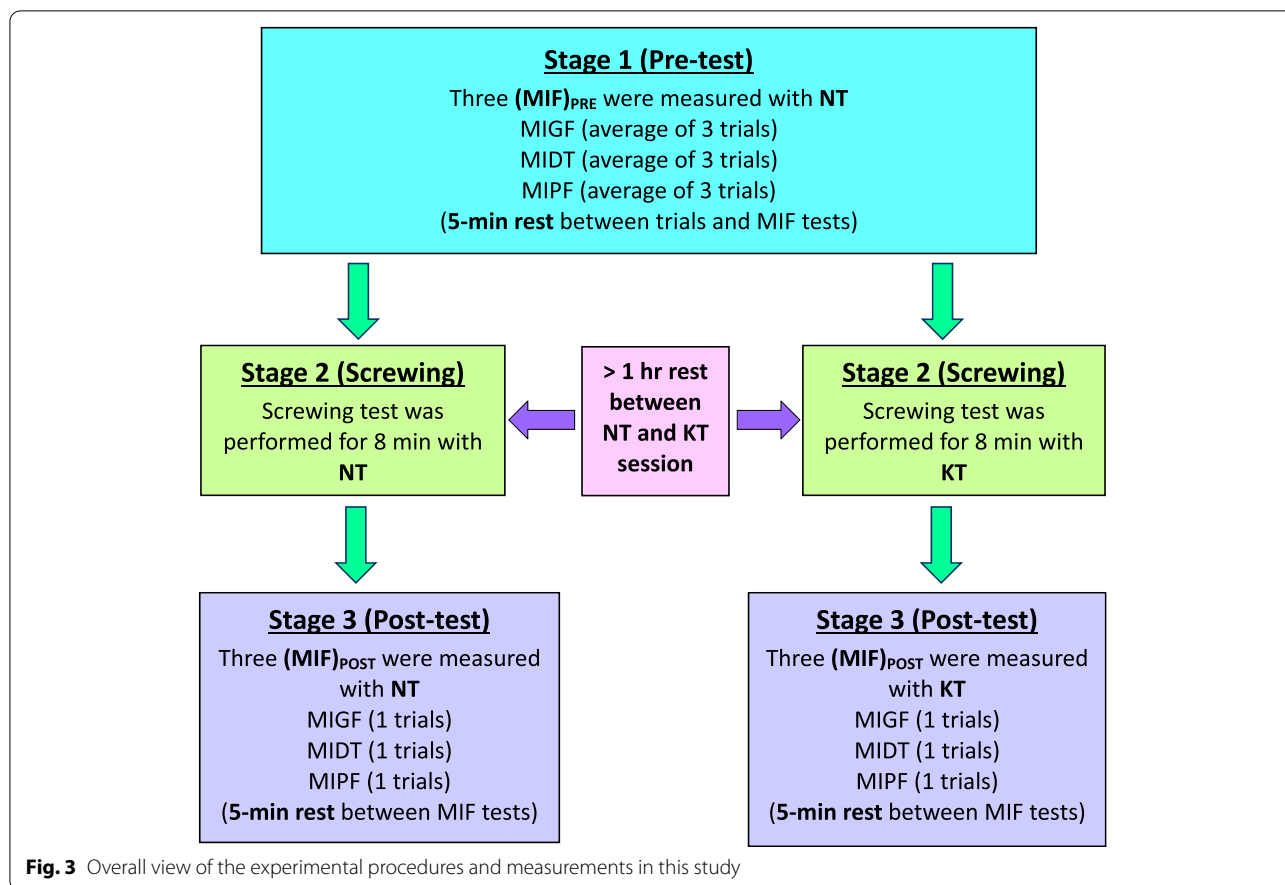 Stage 1 (Pre-test)
Three (MIF)PRE were measured with NT
MIGF (average of 3 trials)
MIDT (average of 3 trials)
MIPF (average of 3 trials)
(5-min rest between trials and MIF tests)
Stage 2 (Screwing)
Screwing test was
performed for 8 min with
NT
> 1 hr rest
between
NT and KT
session
Stage 2 (Screwing)
Screwing test was
performed for 8 min with
KT
Stage 3 (Post-test)
Three (MIF)POST were measured
with NT
MIGF (1 trials)
MIDT (1 trials)
MIPF (1 trials)
(5-min rest between MIF tests)
Stage 3 (Post-test)
Three (MIF)POST were measured
with KT
MIGF (1 trials)
MIDT (1 trials)
MIPF (1 trials)
(5-min rest between MIF tests)
Fig. 3 Overall view of the experimental procedures and measurements in this study